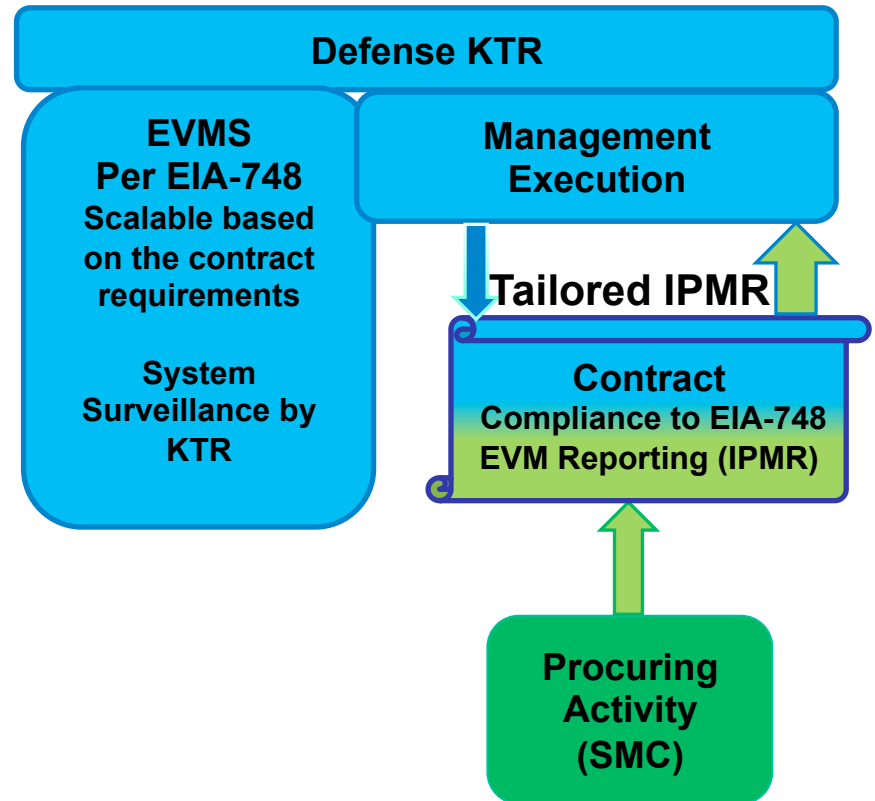 Defense KTR
EVMS
Per EIA-748
Scalable based
on the contract
requirements
System
Surveillance by
KTR
Management
Execution
Tailored IPMR
Contract
Compliance to EIA-748
EVM Reporting (IPMR)
Procuring
Activity
(SMC)